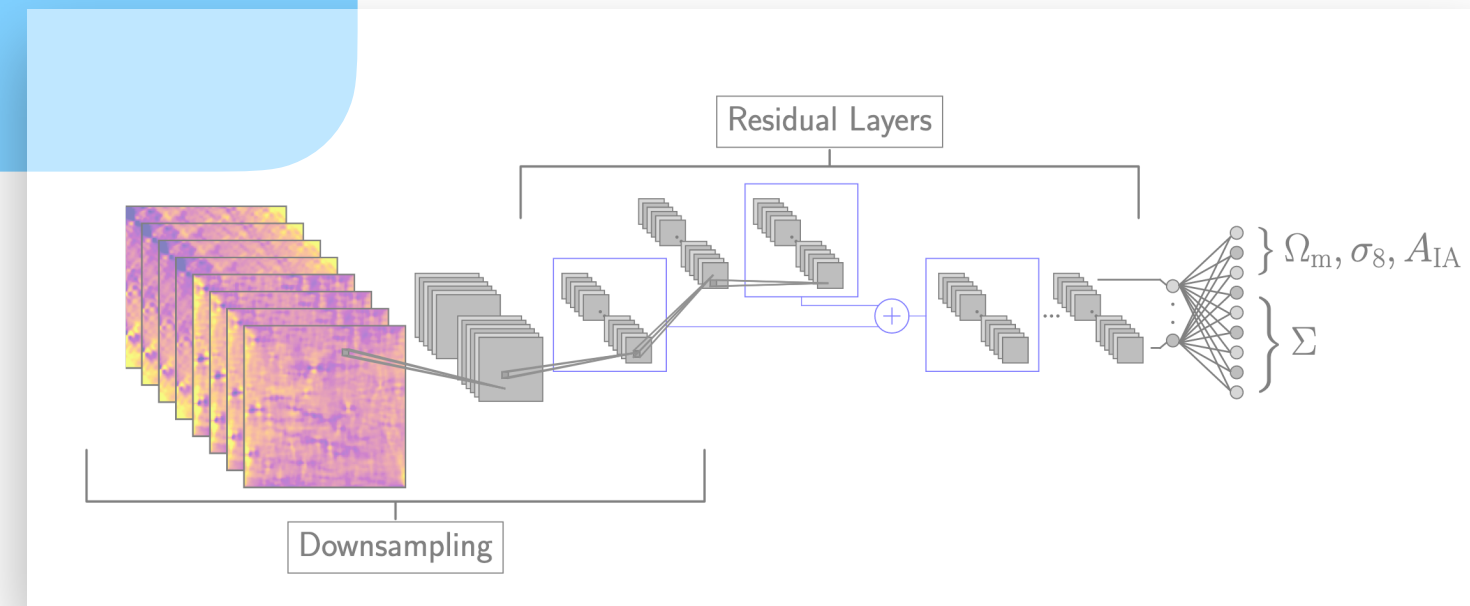 Residual Layers
} Ωm, σ8, AIA
+
...
} Σ
Downsampling